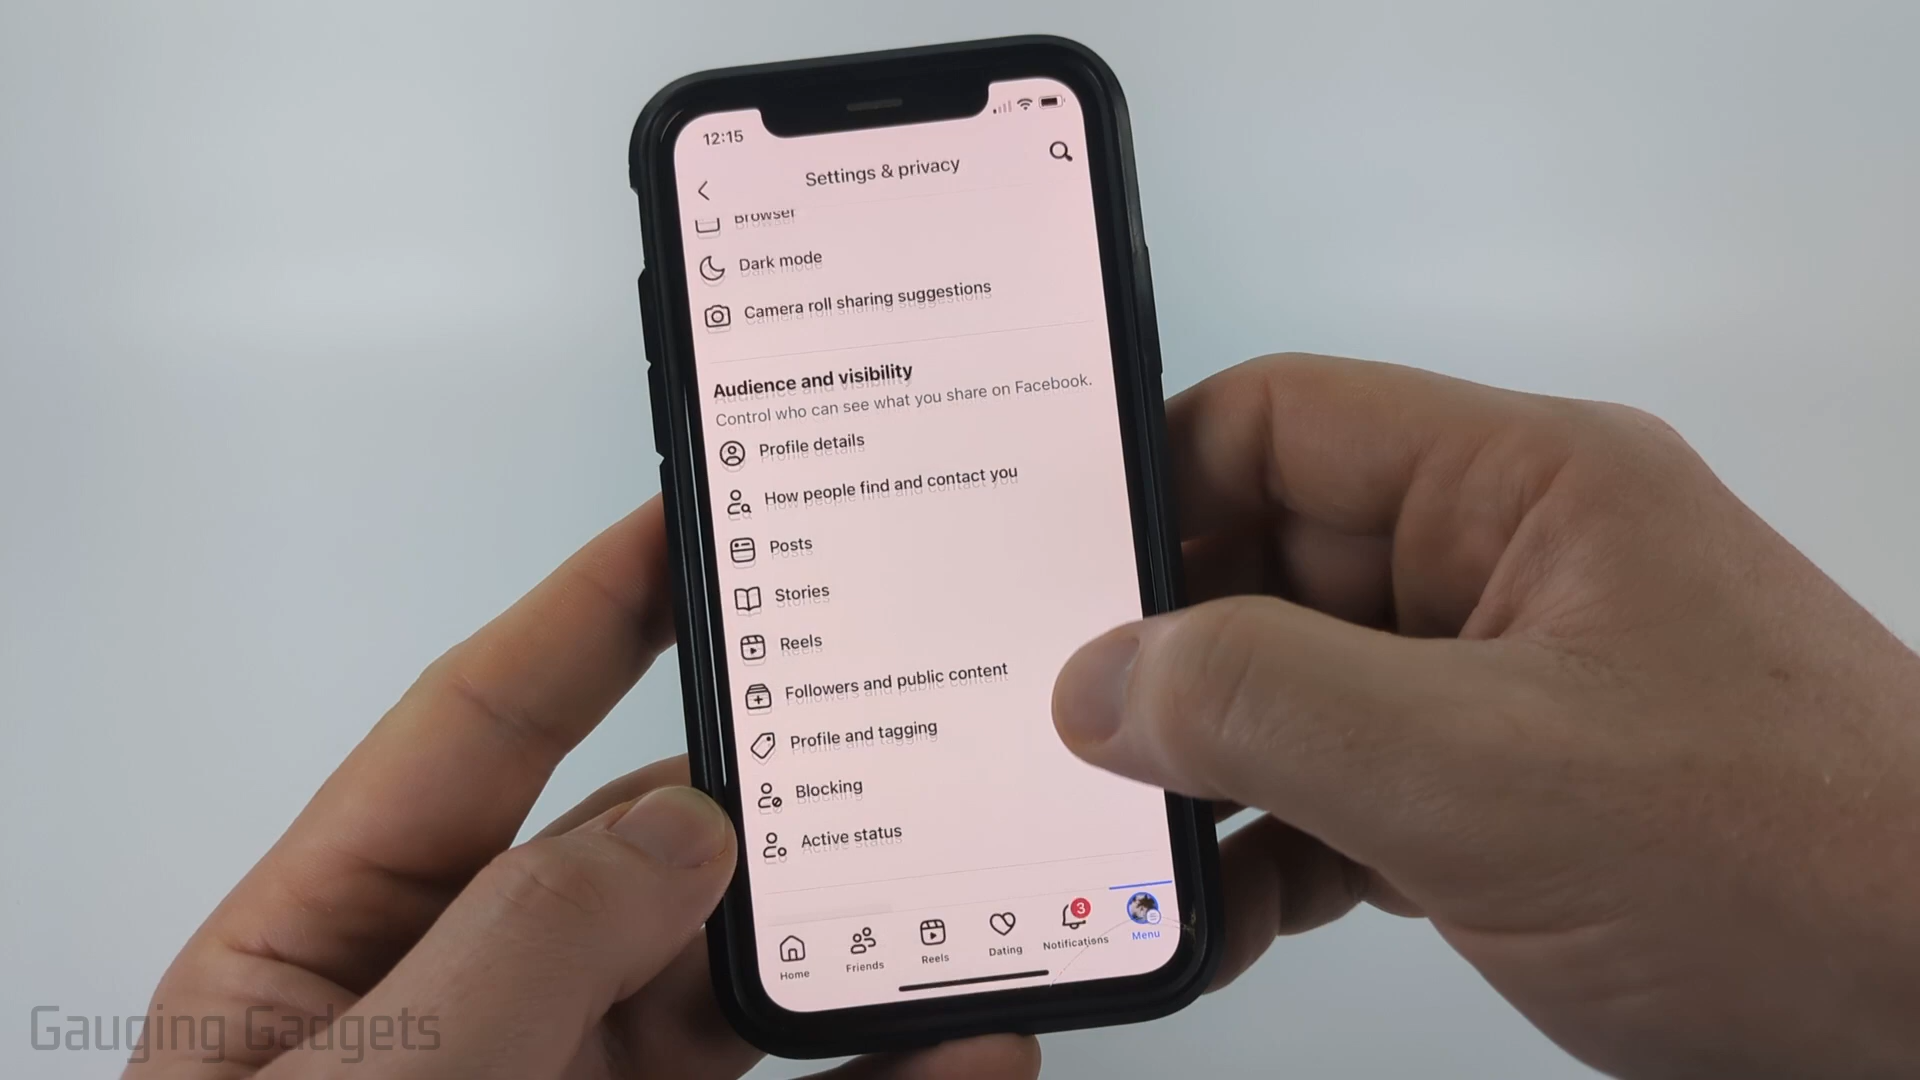 12:15
Settings & privacy
Browser
Dark mode
Camera roll sharing suggestions
Audience and visibility
Control who can see what you share on Facebook.
Profile details
How people find and contact you
Posts
Stories
Reels
Followers and public content
Profile and tagging
Blocking
Active status
3
Home
Friends
Reels
Dating
Notifications
Menu
Gauging Gadgets